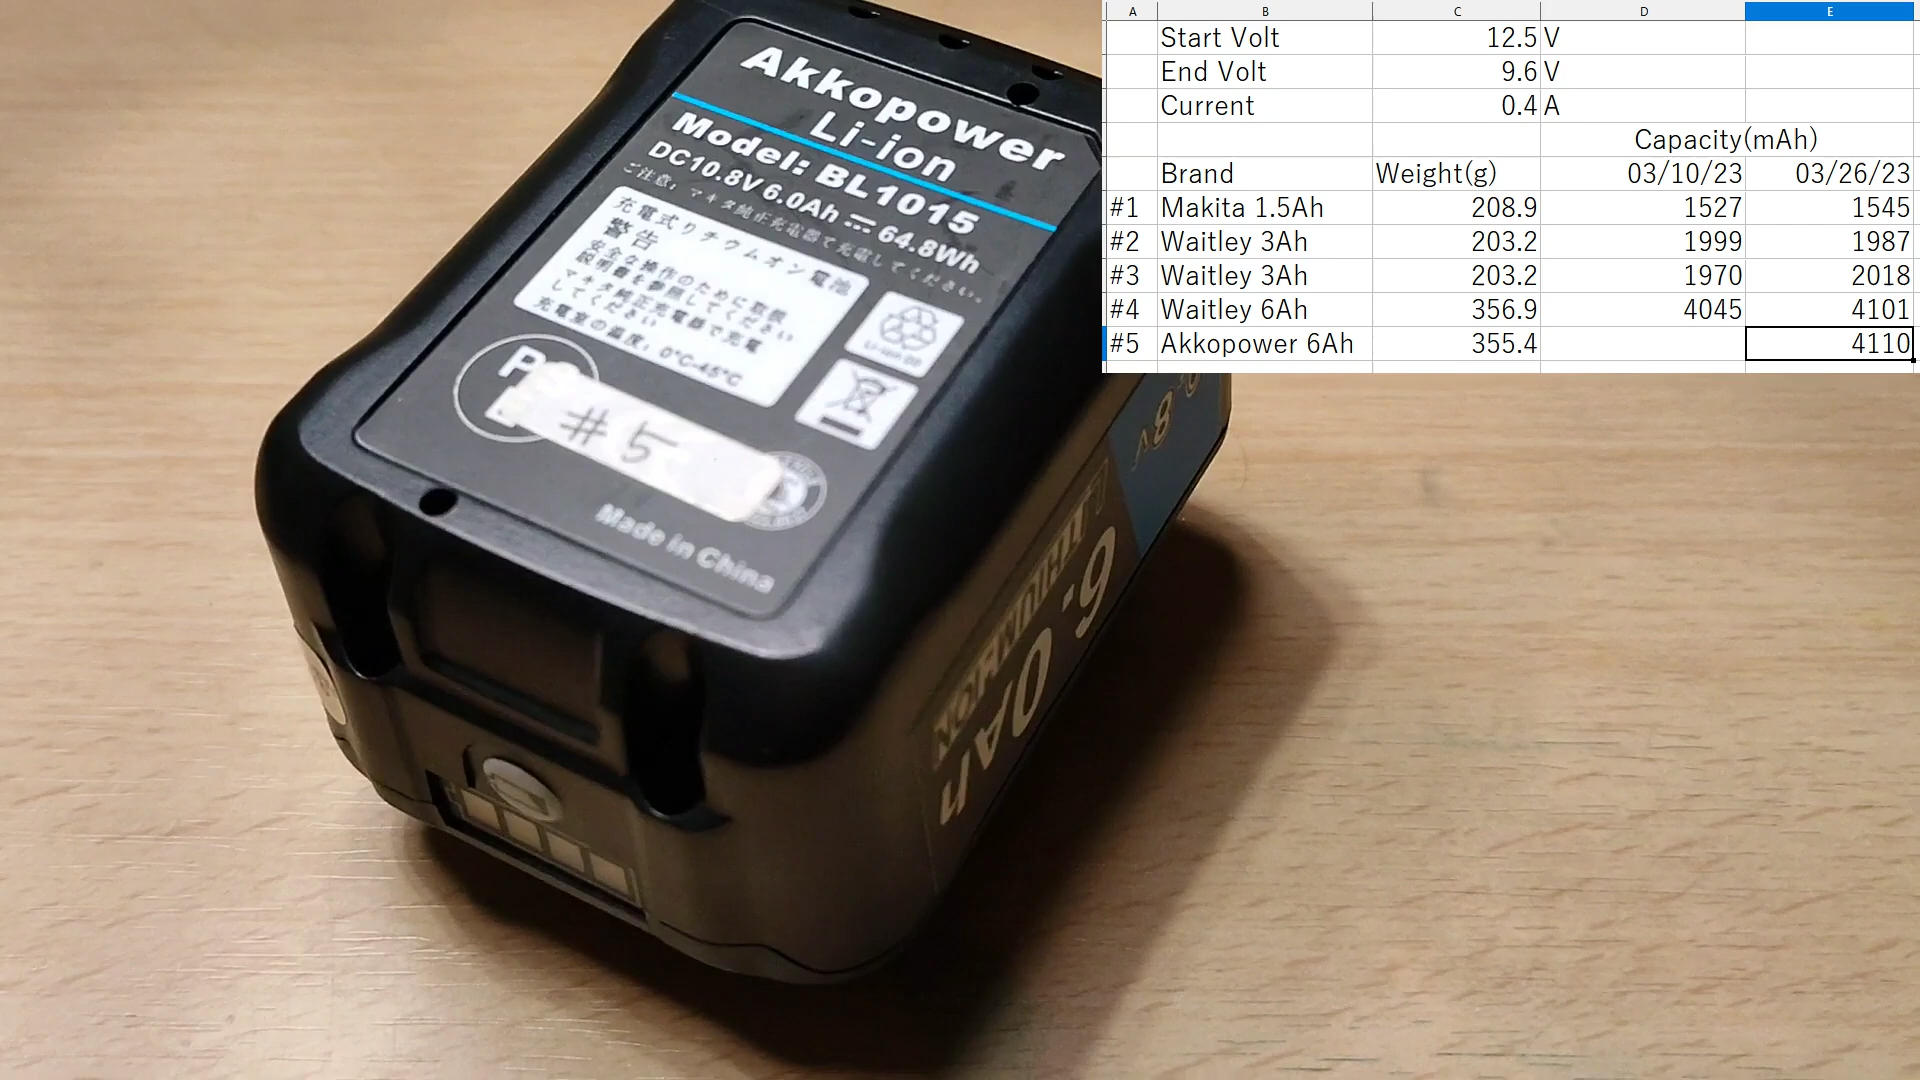 Akkopower
Li-ion
Model: BL1015
DC10.8V 6.0Ah ⎓ 64.8Wh
ご注意: マキタ純正充電器で充電してください。
充電式リチウムオン電池
警告
安全な操作のために取扱
説明書を参照してください
マキタ純正充電器で充電
してください
充電室の温度: 0°C-45°C
Li-ion 00
PS
#5
Made in China
6.0Ah
A B C D E
Start Volt 12.5 V
End Volt 9.6 V
Current 0.4 A
Capacity(mAh)
Brand Weight(g) 03/10/23 03/26/23
#1 Makita 1.5Ah 208.9 1527 1545
#2 Waitley 3Ah 203.2 1999 1987
#3 Waitley 3Ah 203.2 1970 2018
#4 Waitley 6Ah 356.9 4045 4101
#5 Akkopower 6Ah 355.4 4110